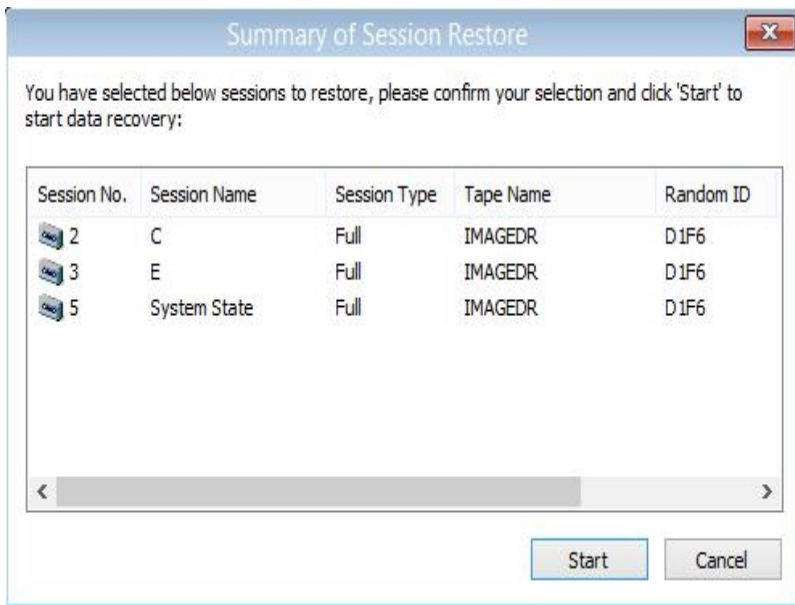 Summary of Session Restore
You have selected below sessions to restore, please confirm your selection and click 'Start' to
start data recovery:
Session No. Session Name Session Type Tape Name Random ID
2 C Full IMAGEDR D1F6
3 E Full IMAGEDR D1F6
5 System State Full IMAGEDR D1F6
Start Cancel